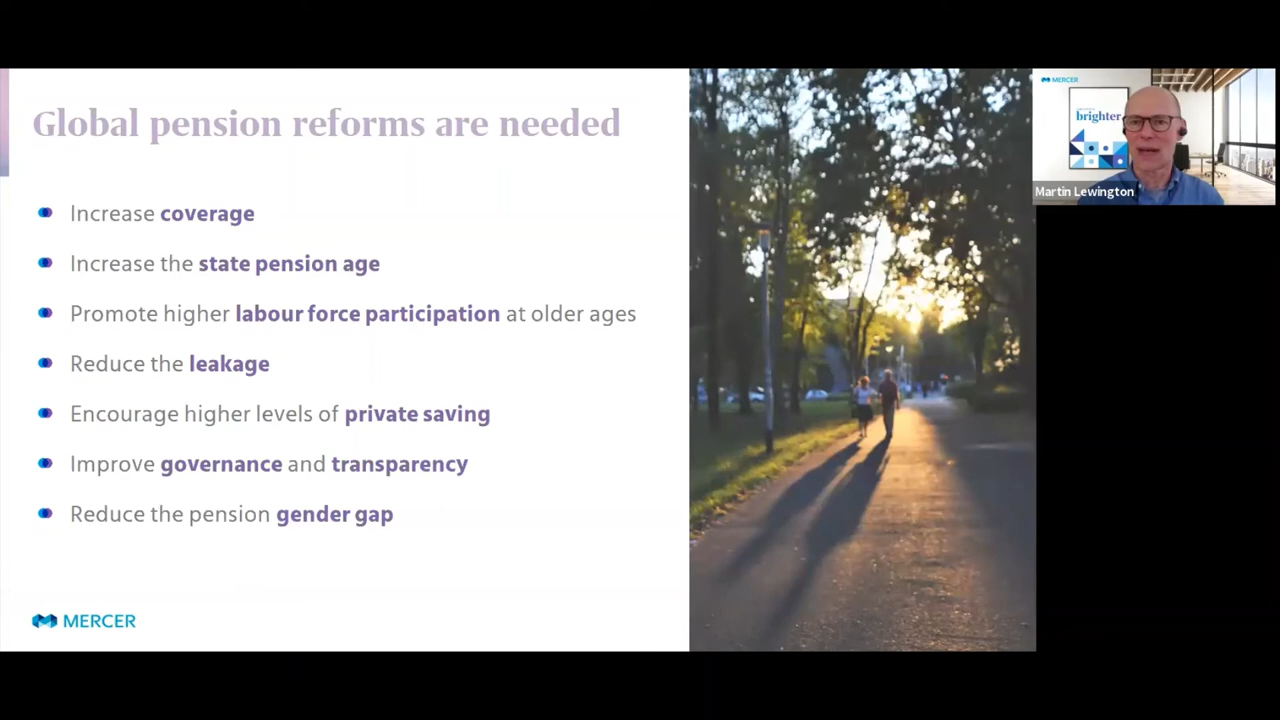 Global pension reforms are needed
Increase coverage
Increase the state pension age
Promote higher labour force participation at older ages
Reduce the leakage
Encourage higher levels of private saving
Improve governance and transparency
Reduce the pension gender gap
MERCER
MERCER
brighter
Martin Lewington